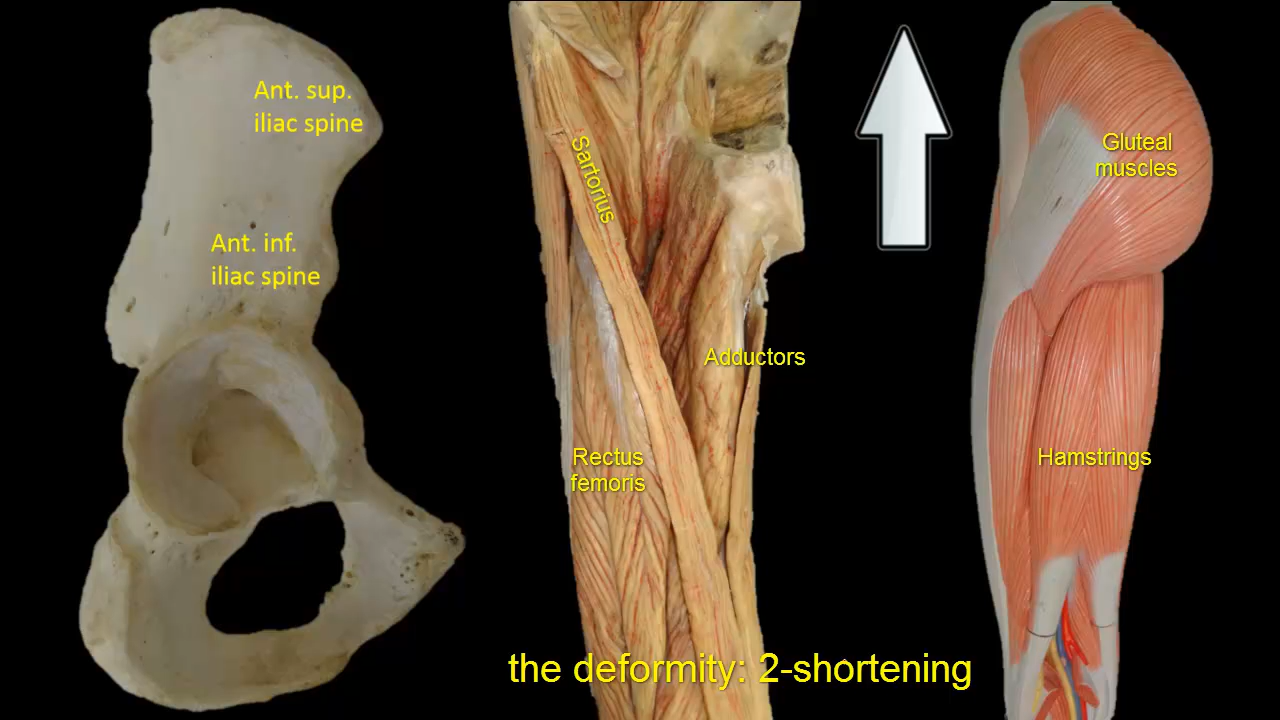 Ant. sup.
iliac spine
Ant. inf.
iliac spine
Sartorius
Adductors
Rectus
femoris
Gluteal
muscles
Hamstrings
the deformity: 2-shortening